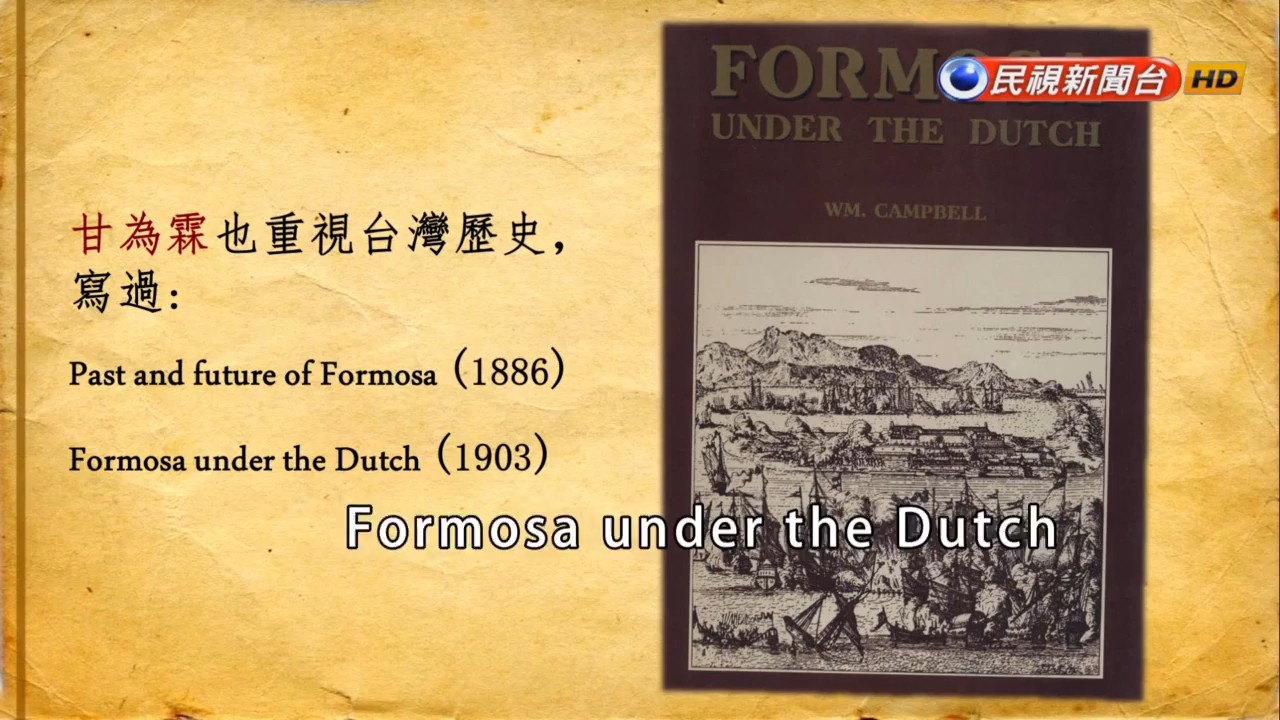 甘為霖也重視台灣歷史，
寫過：
Past and future of Formosa（1886）
Formosa under the Dutch（1903）
Formosa under the Dutch
民視新聞台 HD
UNDER THE DUTCH
WM. CAMPBELL